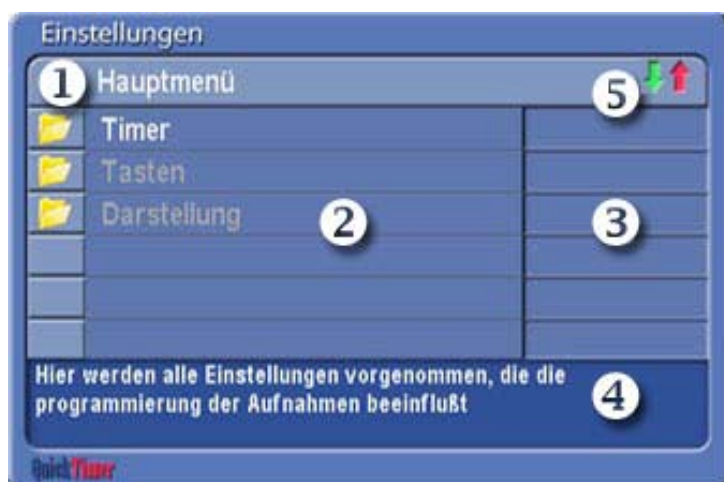 Einstellungen
1 Hauptmenü 5
Timer
Tasten
Darstellung 2 3
Hier werden alle Einstellungen vorgenommen, die die
programmierung der Aufnahmen beeinflußt 4
QuickTimer